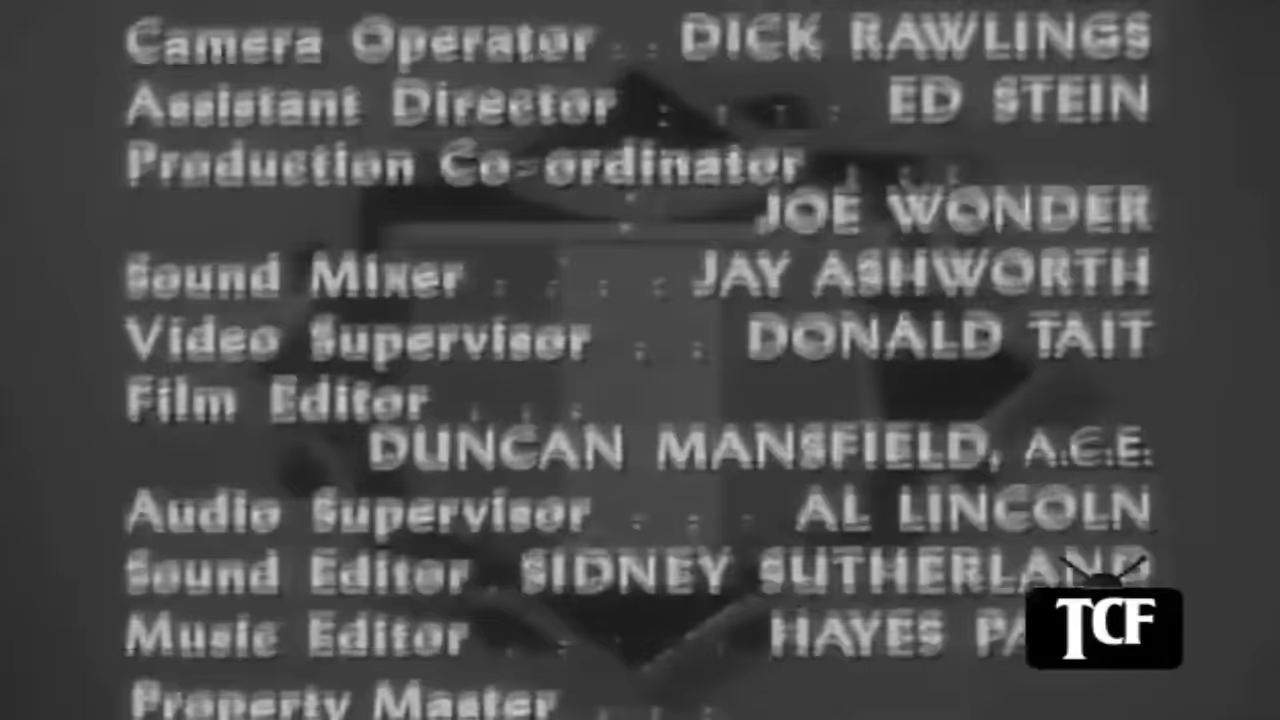 Camera Operator . . DICK RAWLINGS
Assistant Director . . . . ED STEIN
Production Co-ordinator . . .
JOE WONDER
Sound Mixer . . . . JAY ASHWORTH
Video Supervisor . . DONALD TAIT
Film Editor . . .
DUNCAN MANSFIELD, A.C.E.
Audio Supervisor . . . AL LINCOLN
Sound Editor . SIDNEY SUTHERLAND
Music Editor . . . . HAYES
TCF
Property Master . . .